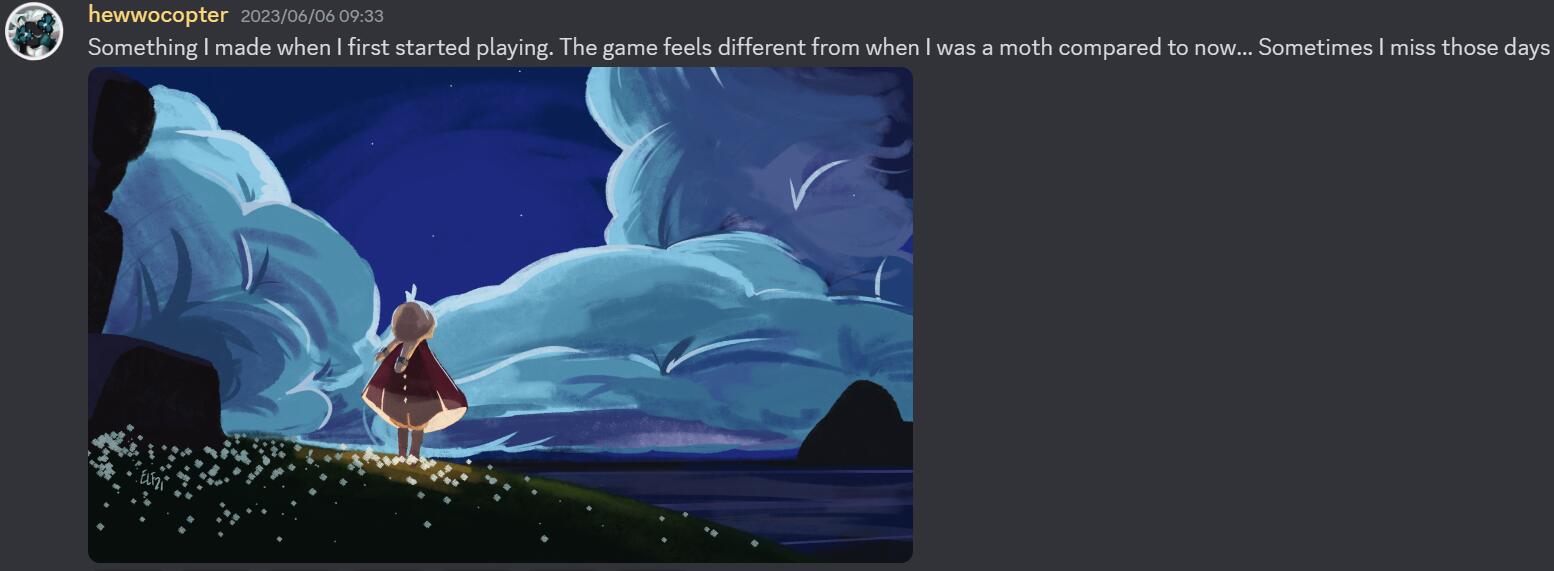 hewwocopter 2023/06/06 09:33
Something I made when I first started playing. The game feels different from when I was a moth compared to now... Sometimes I miss those days